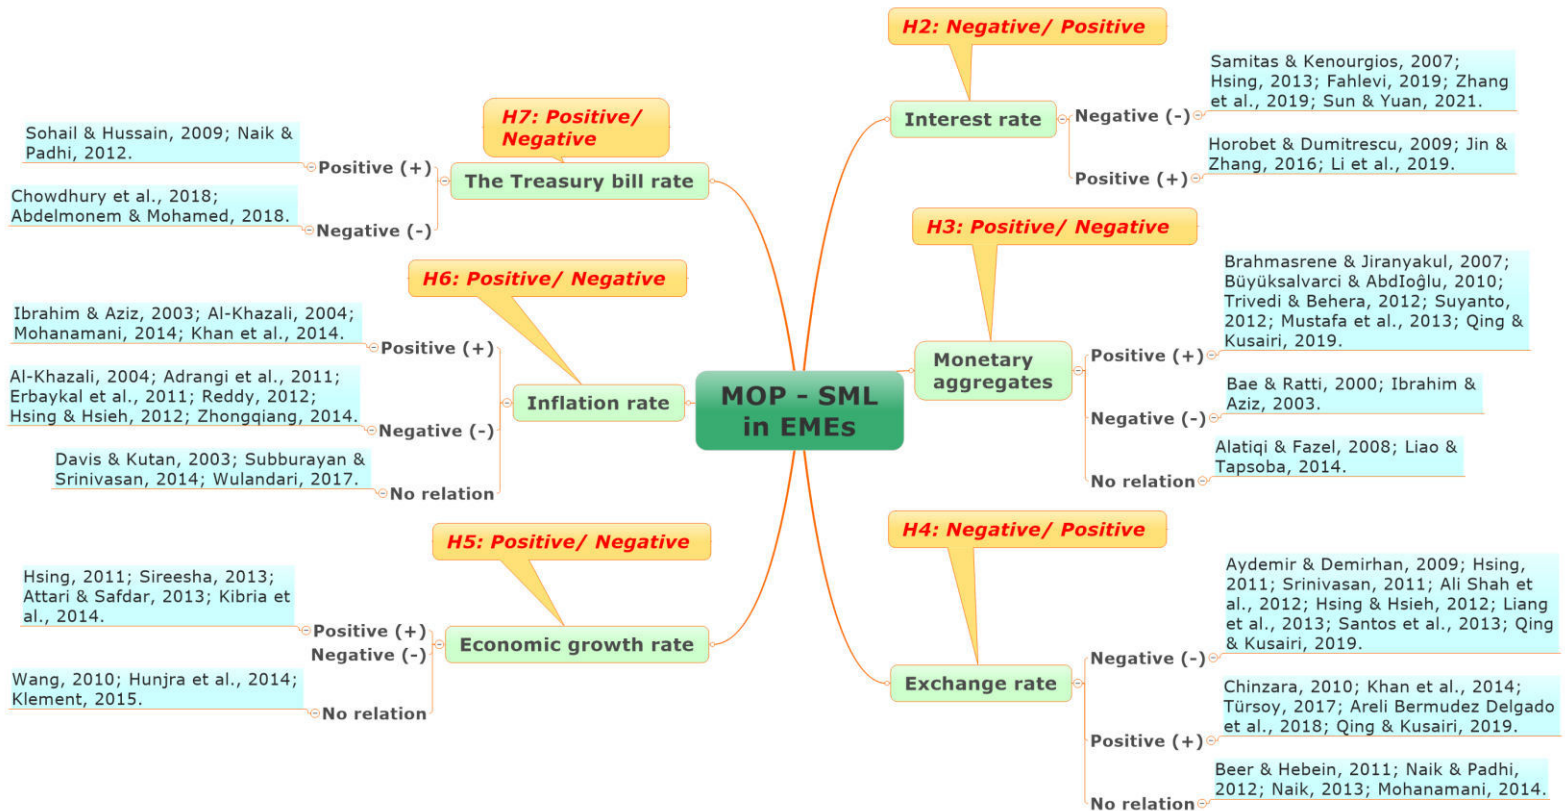 MOP - SML
in EMEs
H2: Negative/ Positive
Interest rate
Negative (-)
Samitas & Kenourgios, 2007;
Hsing, 2013; Fahlevi, 2019; Zhang
et al., 2019; Sun & Yuan, 2021.
Positive (+)
Horobet & Dumitrescu, 2009; Jin &
Zhang, 2016; Li et al., 2019.
H3: Positive/ Negative
Monetary
aggregates
Positive (+)
Brahmasrene & Jiranyakul, 2007;
Büyüksalvarci & AbdIoĝlu, 2010;
Trivedi & Behera, 2012; Suyanto,
2012; Mustafa et al., 2013; Qing &
Kusairi, 2019.
Negative (-)
Bae & Ratti, 2000; Ibrahim &
Aziz, 2003.
No relation
Alatiqi & Fazel, 2008; Liao &
Tapsoba, 2014.
H4: Negative/ Positive
Exchange rate
Negative (-)
Aydemir & Demirhan, 2009; Hsing,
2011; Srinivasan, 2011; Ali Shah et
al., 2012; Hsing & Hsieh, 2012; Liang
et al., 2013; Santos et al., 2013; Qing
& Kusairi, 2019.
Positive (+)
Chinzara, 2010; Khan et al., 2014;
Türsoy, 2017; Areli Bermudez Delgado
et al., 2018; Qing & Kusairi, 2019.
No relation
Beer & Hebein, 2011; Naik & Padhi,
2012; Naik, 2013; Mohanamani, 2014.
H7: Positive/
Negative
The Treasury bill rate
Positive (+)
Sohail & Hussain, 2009; Naik &
Padhi, 2012.
Negative (-)
Chowdhury et al., 2018;
Abdelmonem & Mohamed, 2018.
H6: Positive/ Negative
Inflation rate
Positive (+)
Ibrahim & Aziz, 2003; Al-Khazali, 2004;
Mohanamani, 2014; Khan et al., 2014.
Negative (-)
Al-Khazali, 2004; Adrangi et al., 2011;
Erbaykal et al., 2011; Reddy, 2012;
Hsing & Hsieh, 2012; Zhongqiang, 2014.
No relation
Davis & Kutan, 2003; Subburayan &
Srinivasan, 2014; Wulandari, 2017.
H5: Positive/ Negative
Economic growth rate
Positive (+)
Hsing, 2011; Sireesha, 2013;
Attari & Safdar, 2013; Kibria et
al., 2014.
Negative (-)
No relation
Wang, 2010; Hunjra et al., 2014;
Klement, 2015.